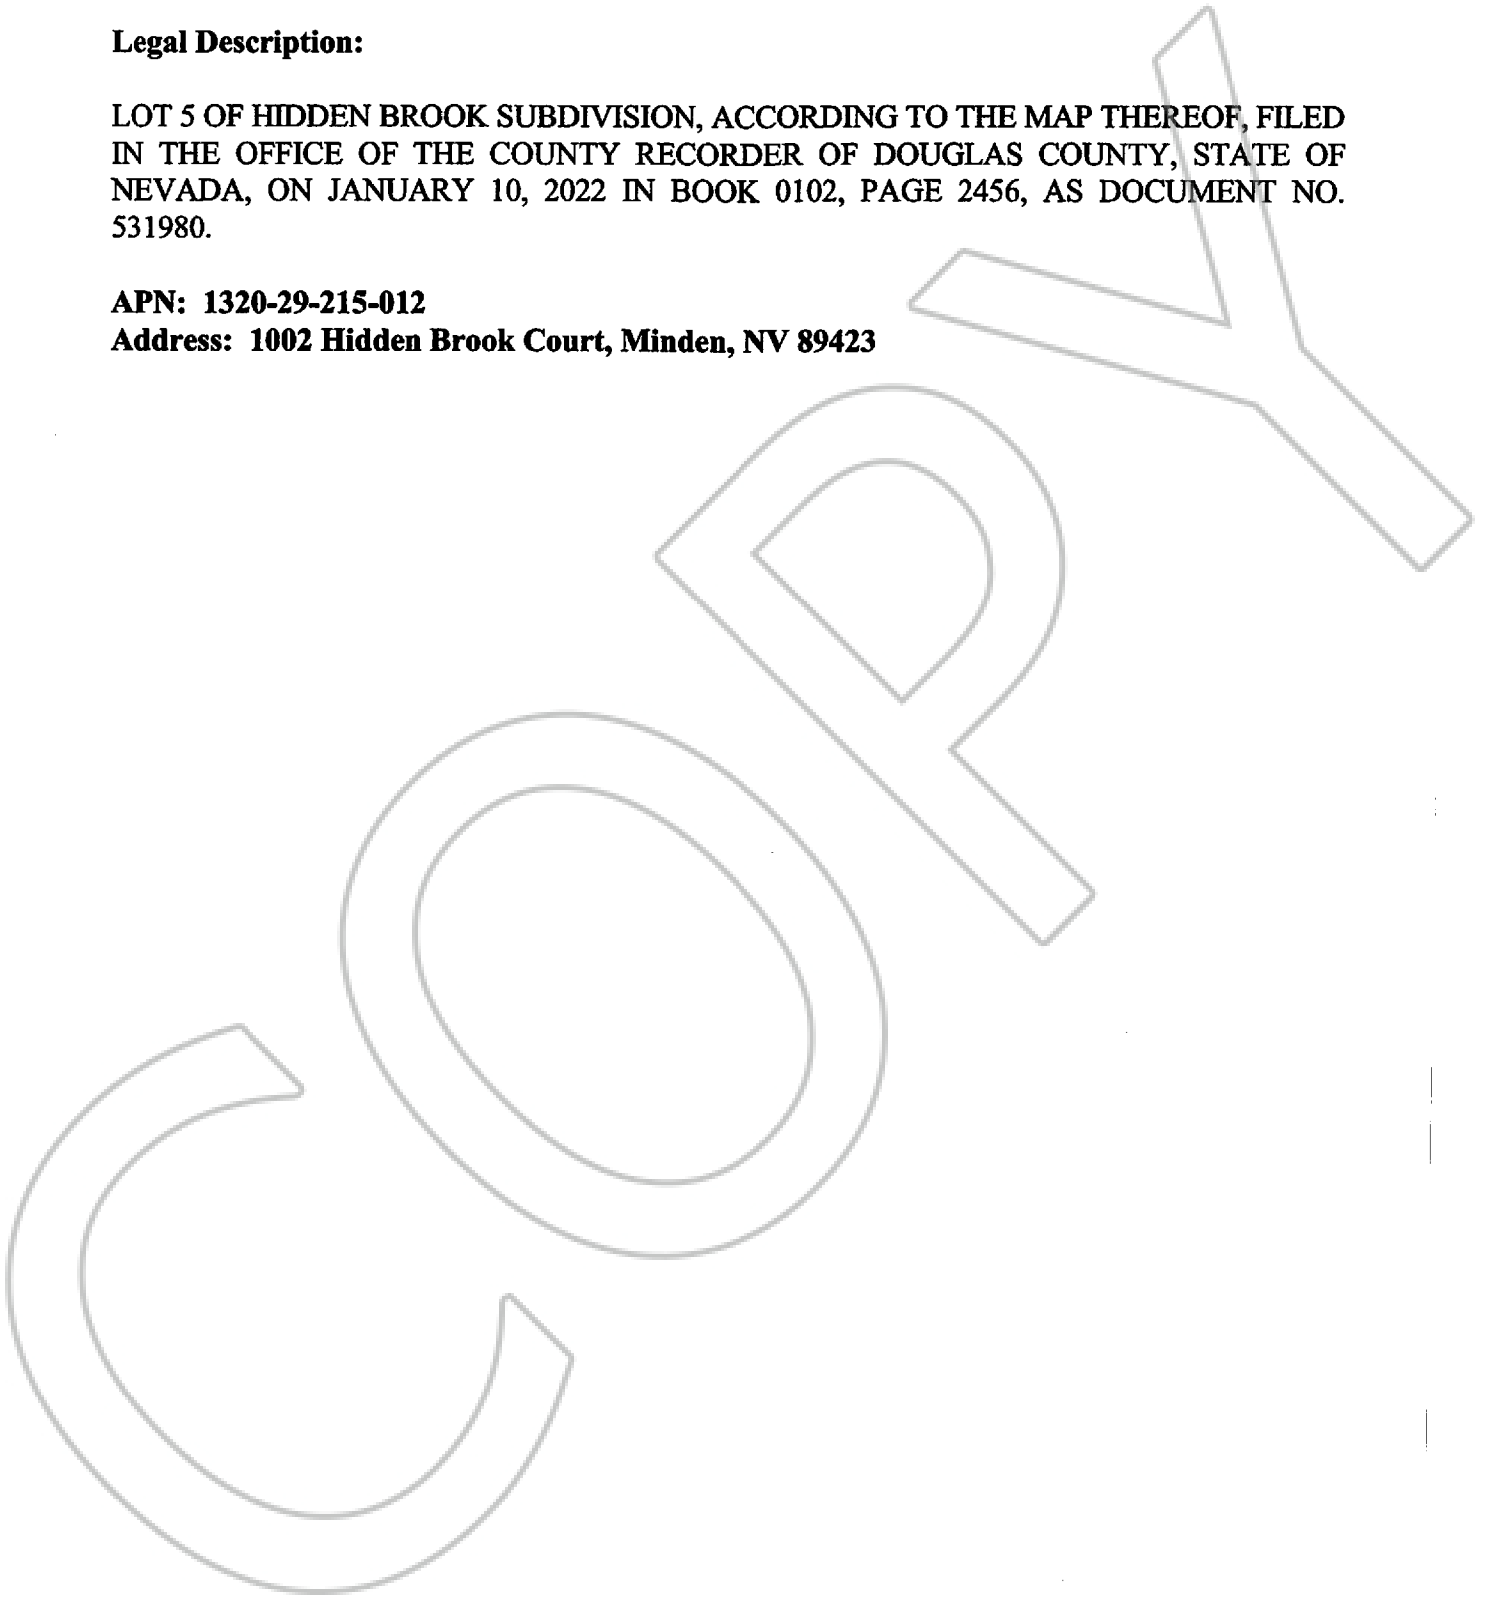 Legal Description:
LOT 5 OF HIDDEN BROOK SUBDIVISION, ACCORDING TO THE MAP THEREOF, FILED
IN THE OFFICE OF THE COUNTY RECORDER OF DOUGLAS COUNTY, STATE OF
NEVADA, ON JANUARY 10, 2022 IN BOOK 0102, PAGE 2456, AS DOCUMENT NO.
531980.
APN: 1320-29-215-012
Address: 1002 Hidden Brook Court, Minden, NV 89423
COPY